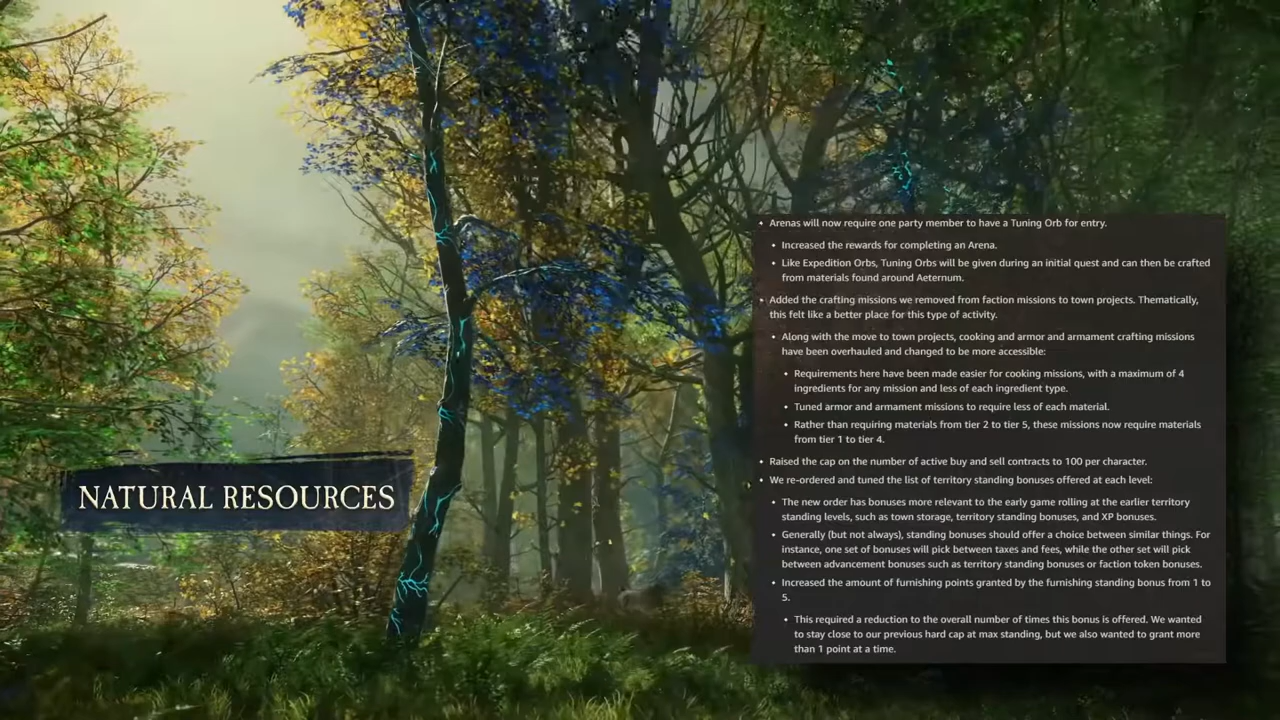 • Arenas will now require one party member to have a Tuning Orb for entry.
• Increased the rewards for completing an Arena.
• Like Expedition Orbs, Tuning Orbs will be given during an initial quest and can then be crafted
from materials found around Aeternum.
• Added the crafting missions we removed from faction missions to town projects. Thematically,
this felt like a better place for this type of activity.
• Along with the move to town projects, cooking and armor and armament crafting missions
have been overhauled and changed to be more accessible:
• Requirements here have been made easier for cooking missions, with a maximum of 4
ingredients for any mission and less of each ingredient type.
• Tuned armor and armament missions to require less of each material.
• Rather than requiring materials from tier 2 to tier 5, these missions now require materials
from tier 1 to tier 4.
• Raised the cap on the number of active buy and sell contracts to 100 per character.
• We re-ordered and tuned the list of territory standing bonuses offered at each level:
• The new order has bonuses more relevant to the early game rolling at the earlier territory
standing levels, such as town storage, territory standing bonuses, and XP bonuses.
• Generally (but not always), standing bonuses should offer a choice between similar things. For
instance, one set of bonuses will pick between taxes and fees, while the other set will pick
between advancement bonuses such as territory standing bonuses or faction token bonuses.
• Increased the amount of furnishing points granted by the furnishing standing bonus from 1 to
5.
• This required a reduction to the overall number of times this bonus is offered. We wanted
to stay close to our previous hard cap at max standing, but we also wanted to grant more
than 1 point at a time.
NATURAL RESOURCES